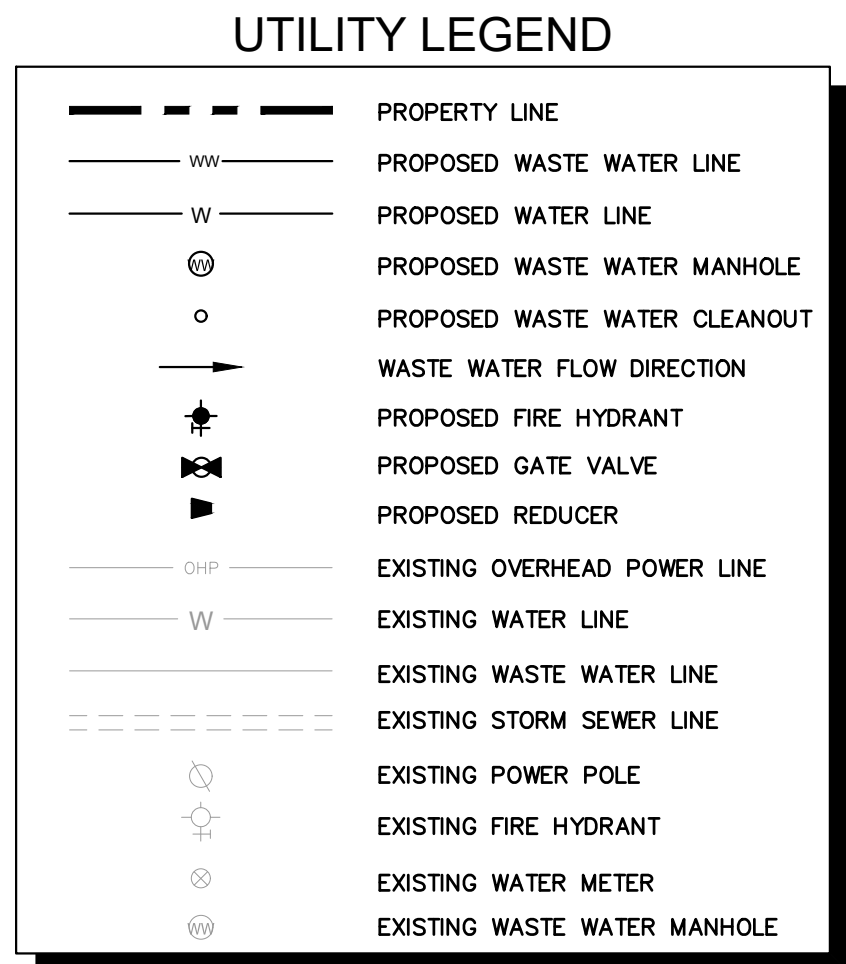 UTILITY LEGEND
PROPERTY LINE
WW PROPOSED WASTE WATER LINE
W PROPOSED WATER LINE
WW PROPOSED WASTE WATER MANHOLE
PROPOSED WASTE WATER CLEANOUT
WASTE WATER FLOW DIRECTION
PROPOSED FIRE HYDRANT
PROPOSED GATE VALVE
PROPOSED REDUCER
OHP EXISTING OVERHEAD POWER LINE
W EXISTING WATER LINE
EXISTING WASTE WATER LINE
EXISTING STORM SEWER LINE
EXISTING POWER POLE
EXISTING FIRE HYDRANT
EXISTING WATER METER
WW EXISTING WASTE WATER MANHOLE